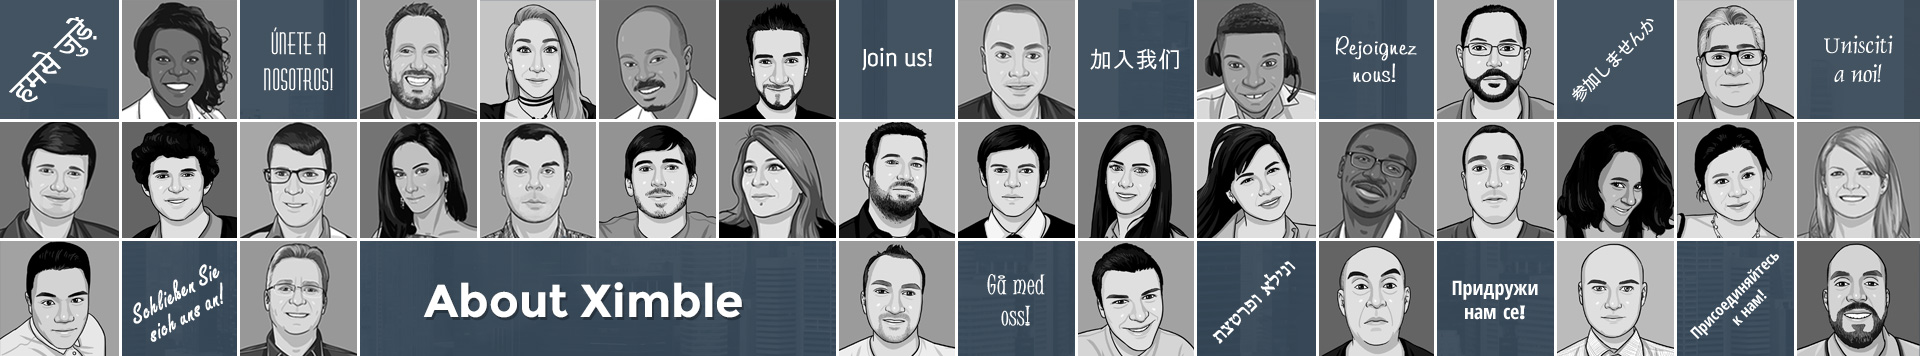 हमसे जुड़ें
ÚNETE A
NOSOTROS!
Join us!
加入我们
Rejoignez
nous!
参加しませんか
Unisciti
a noi!
Schließen Sie
sich uns an!
About Ximble
Gå med
oss!
Придружи
нам се!
Присоединяйтесь
к нам!